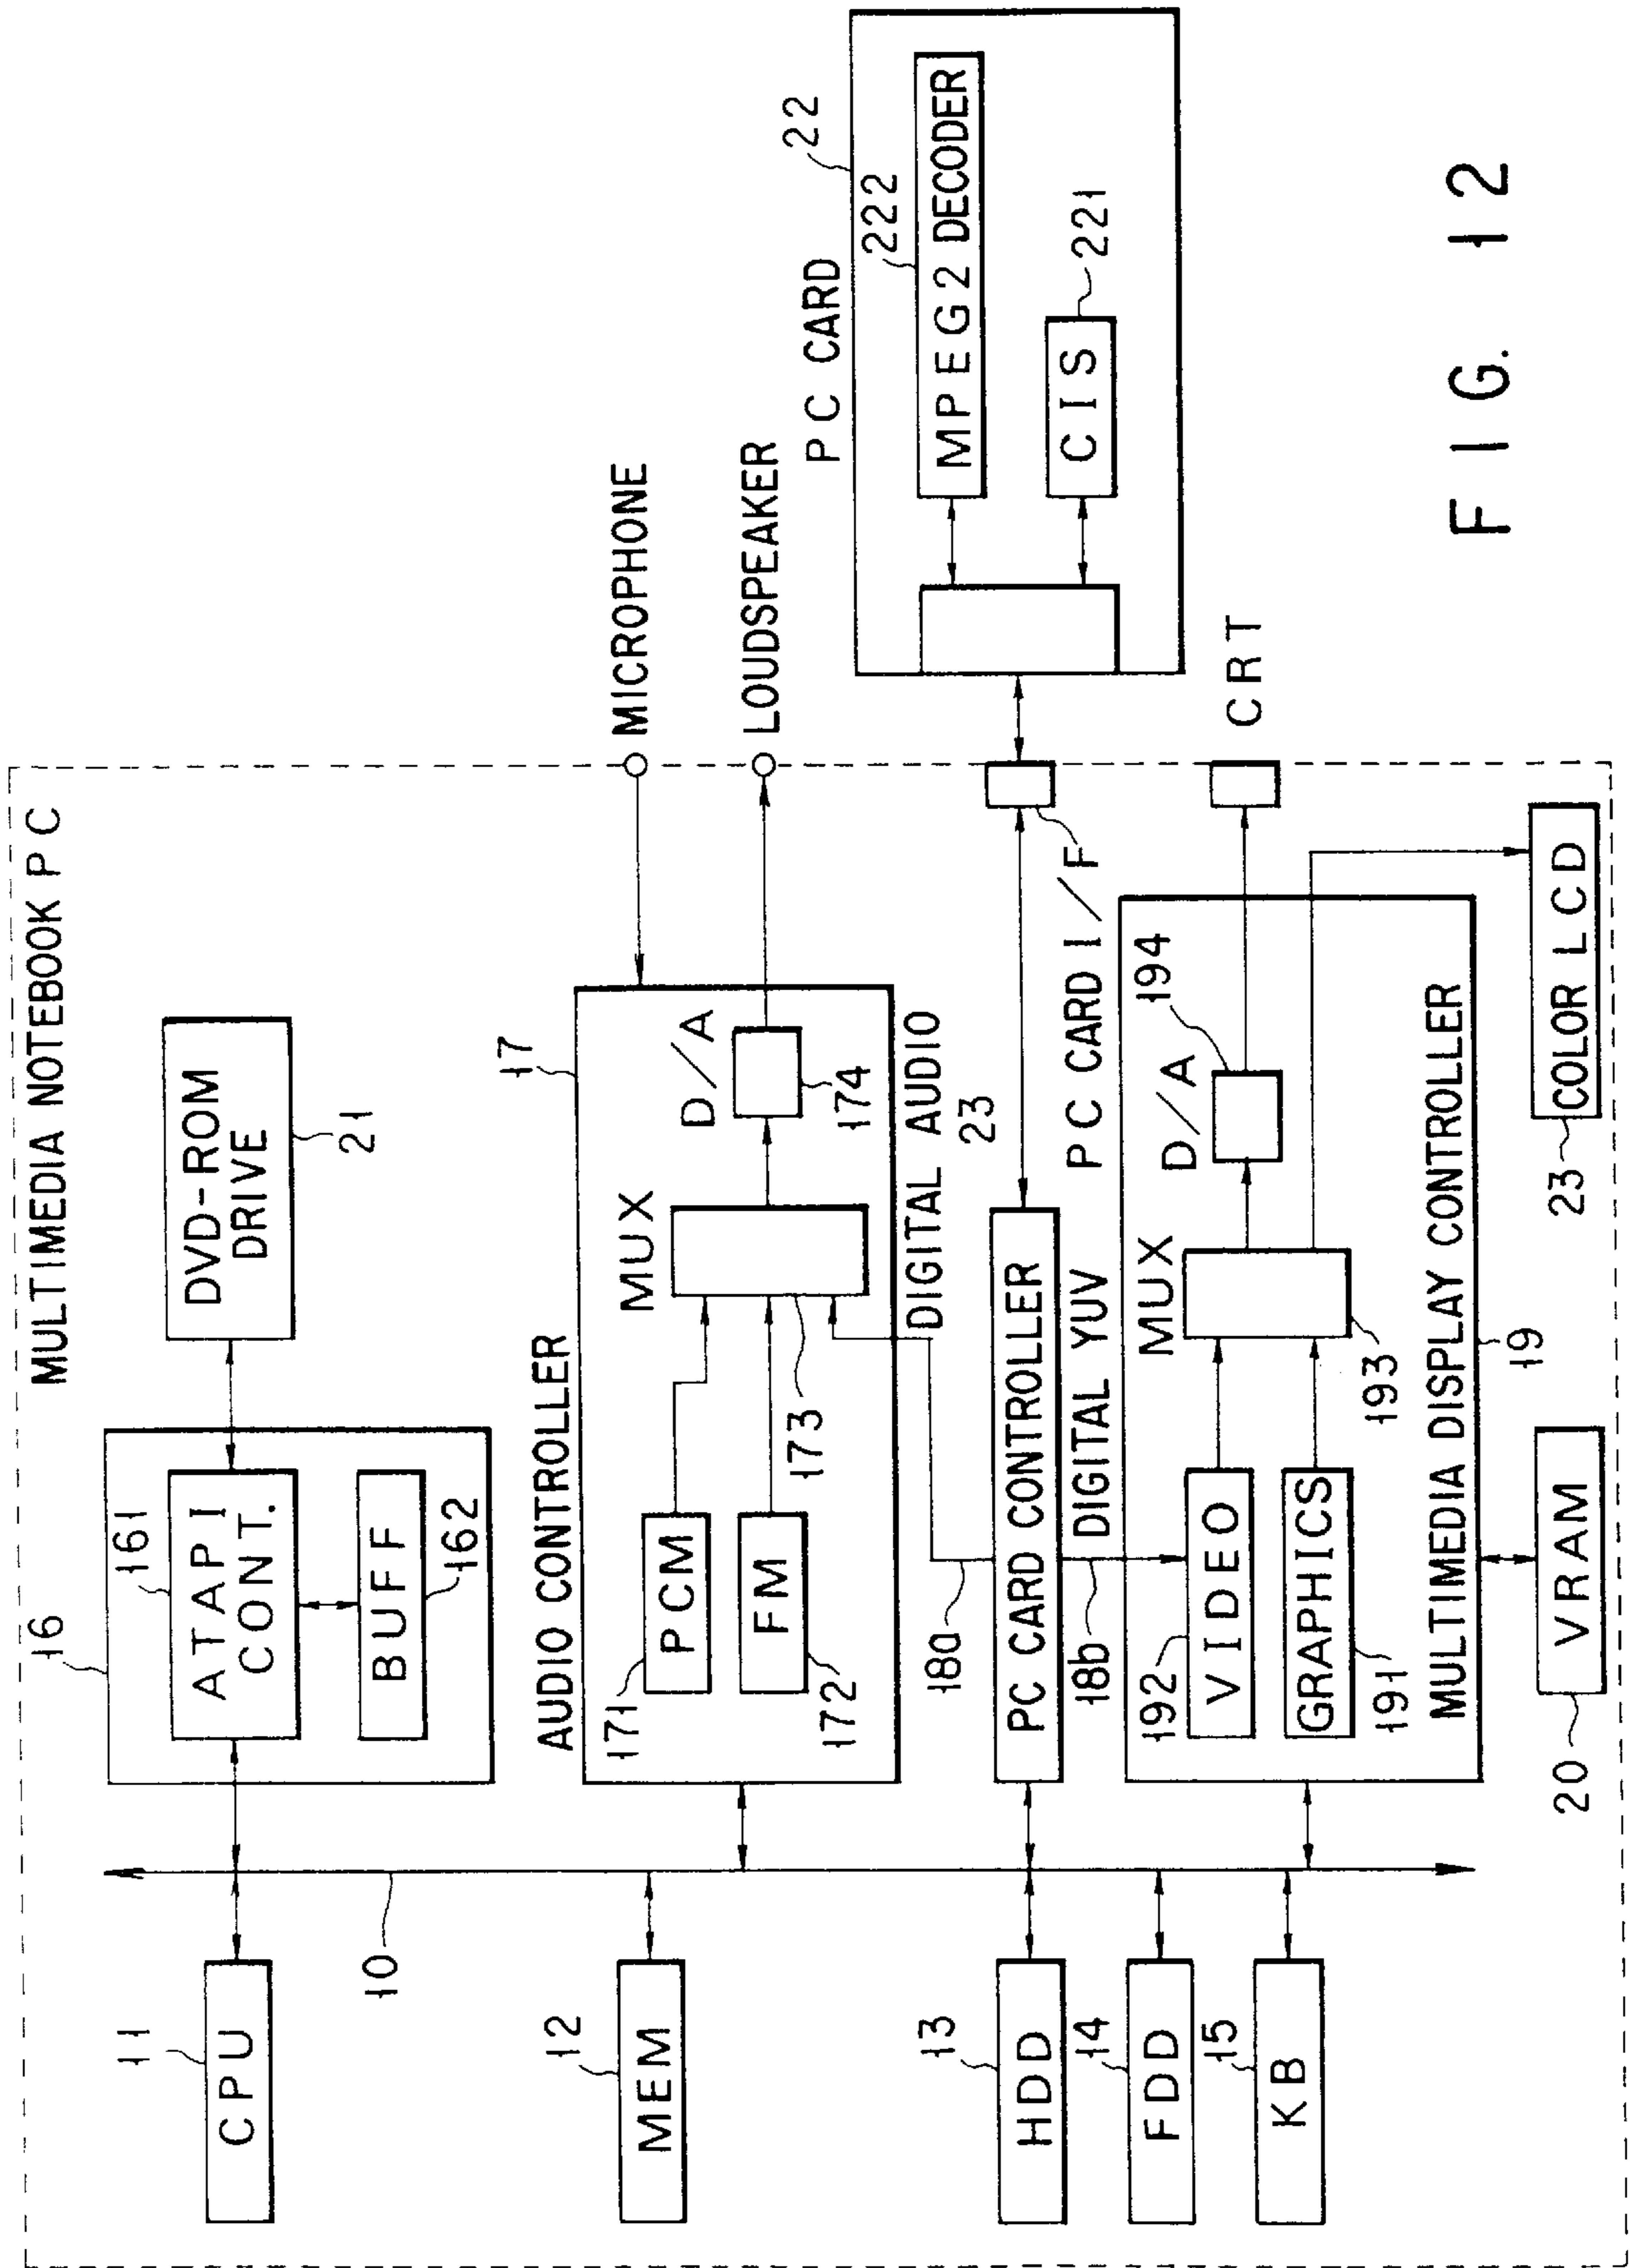 MULTIMEDIA NOTEBOOK PC
16
161
ATAPI
CONT.
BUFF
162
DVD-ROM
DRIVE
21
11
CPU
10
12
MEM
13
HDD
14
FDD
15
KB
AUDIO CONTROLLER
17
171
PCM
172
FM
MUX
173
D/A
174
MICROPHONE
LOUDSPEAKER
18a
DIGITAL AUDIO
23
PC CARD CONTROLLER
18b
DIGITAL YUV
PC CARD I/F
PC CARD
22
222
MPEG2 DECODER
CIS
221
192
VIDEO
GRAPHICS
191
MUX
193
D/A
194
CRT
MULTIMEDIA DISPLAY CONTROLLER
19
20
VRAM
23
COLOR LCD
FIG. 12